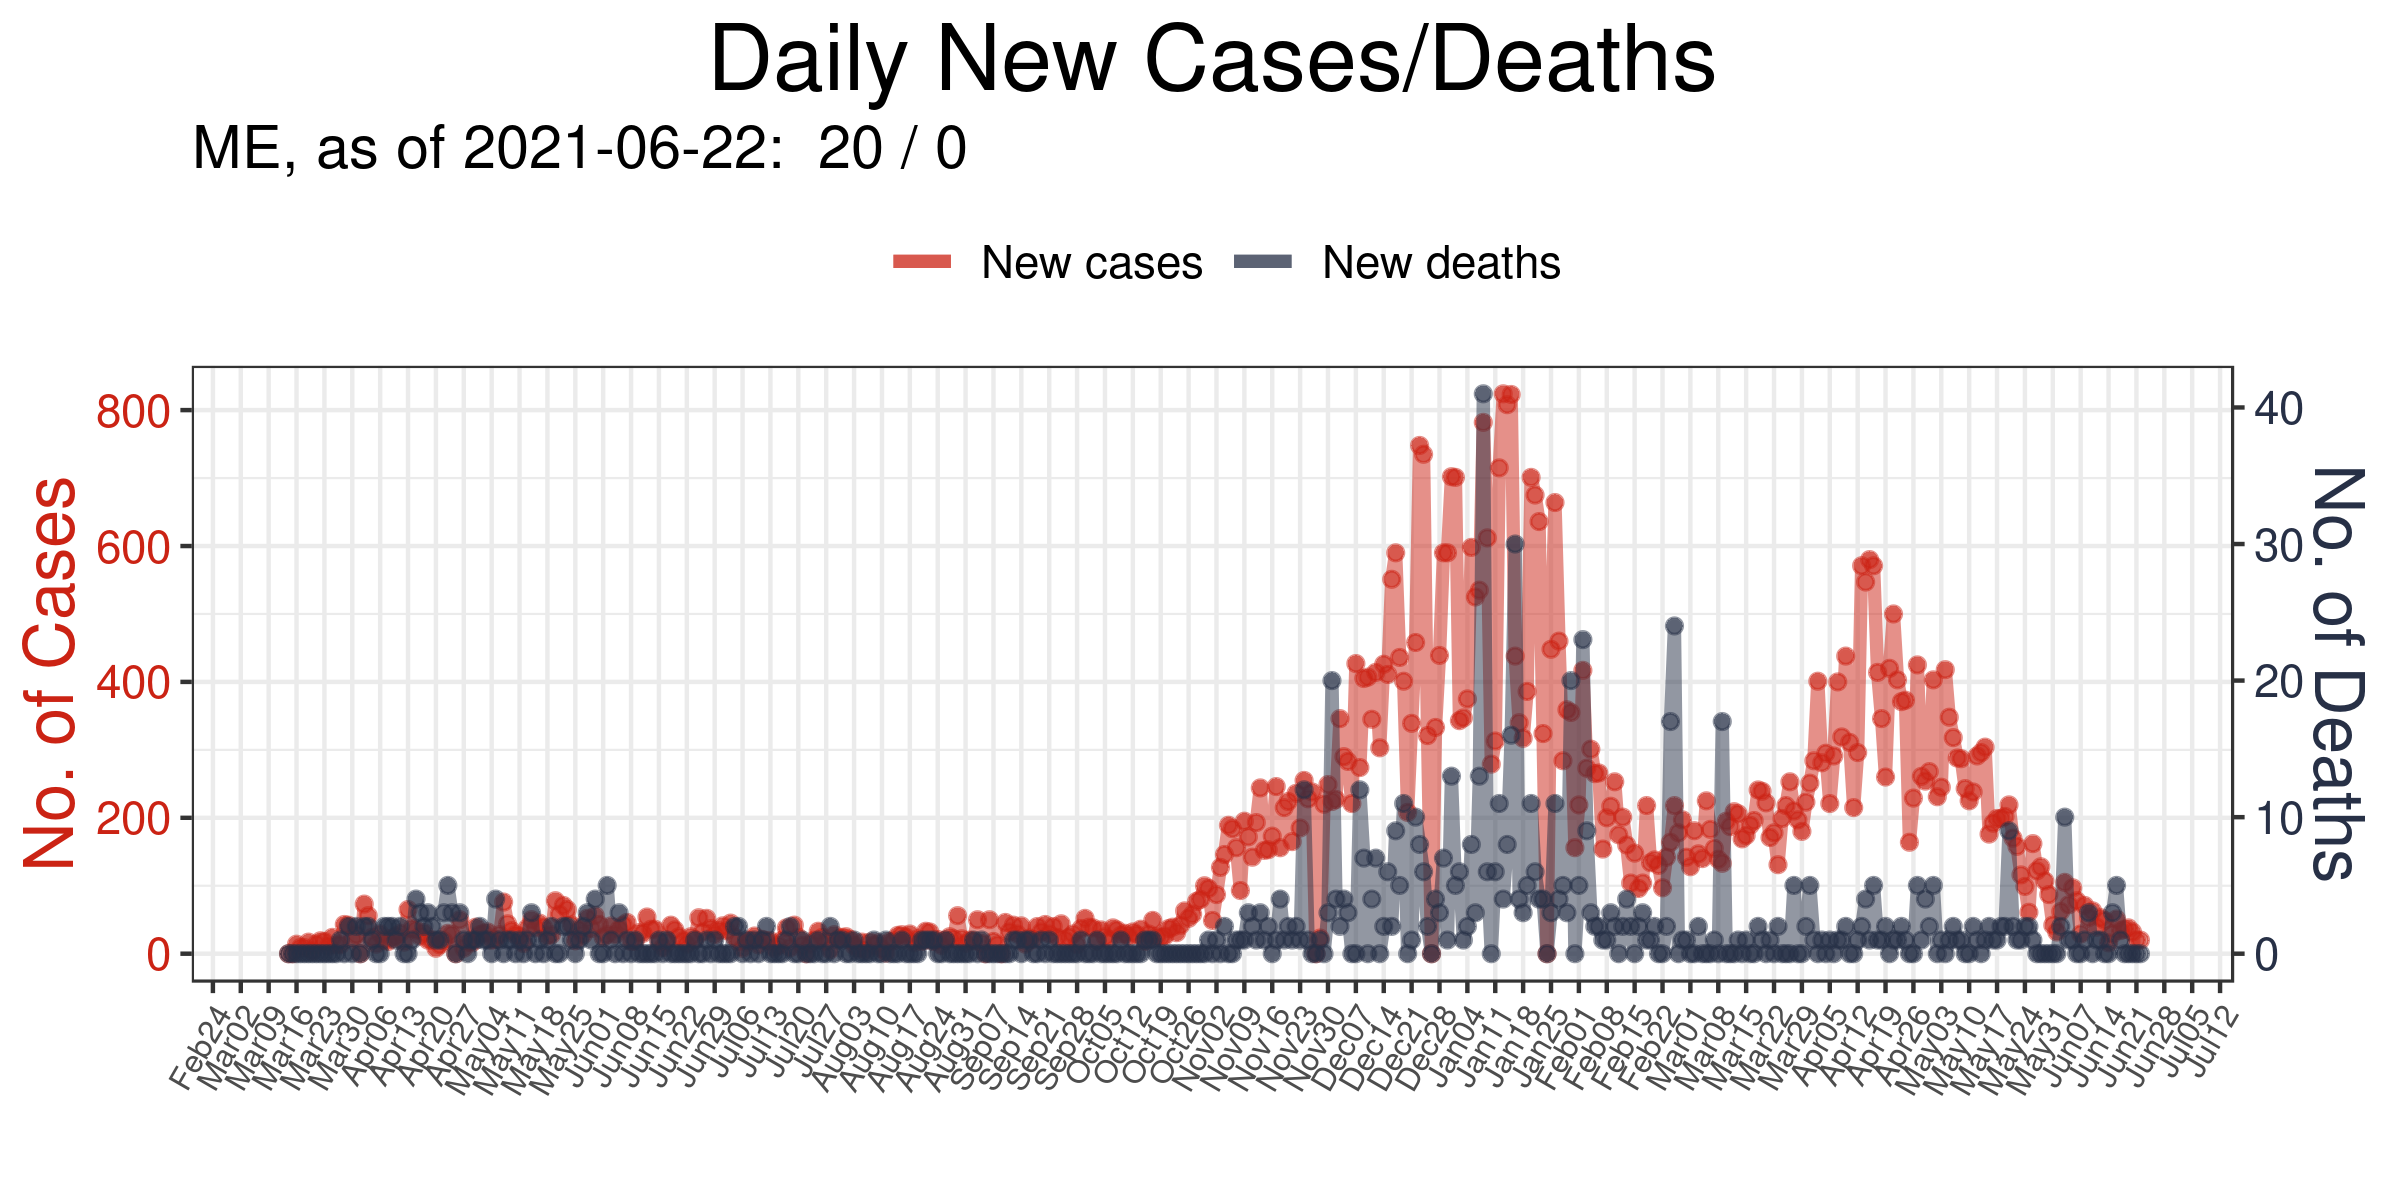 Daily New Cases/Deaths
ME, as of 2021-06-22:  20 / 0
New cases New deaths
No. of Cases
800
600
400
200
0
40
30
20
10
0
No. of Deaths
Feb24 Mar02 Mar09 Mar16 Mar23 Mar30 Apr06 Apr13 Apr20 Apr27 May04 May11 May18 May25 Jun01 Jun08 Jun15 Jun22 Jun29 Jul06 Jul13 Jul20 Jul27 Aug03 Aug10 Aug17 Aug24 Aug31 Sep07 Sep14 Sep21 Sep28 Oct05 Oct12 Oct19 Oct26 Nov02 Nov09 Nov16 Nov23 Nov30 Dec07 Dec14 Dec21 Dec28 Jan04 Jan11 Jan18 Jan25 Feb01 Feb08 Feb15 Feb22 Mar01 Mar08 Mar15 Mar22 Mar29 Apr05 Apr12 Apr19 Apr26 May03 May10 May17 May24 May31 Jun07 Jun14 Jun21 Jun28 Jul05 Jul12